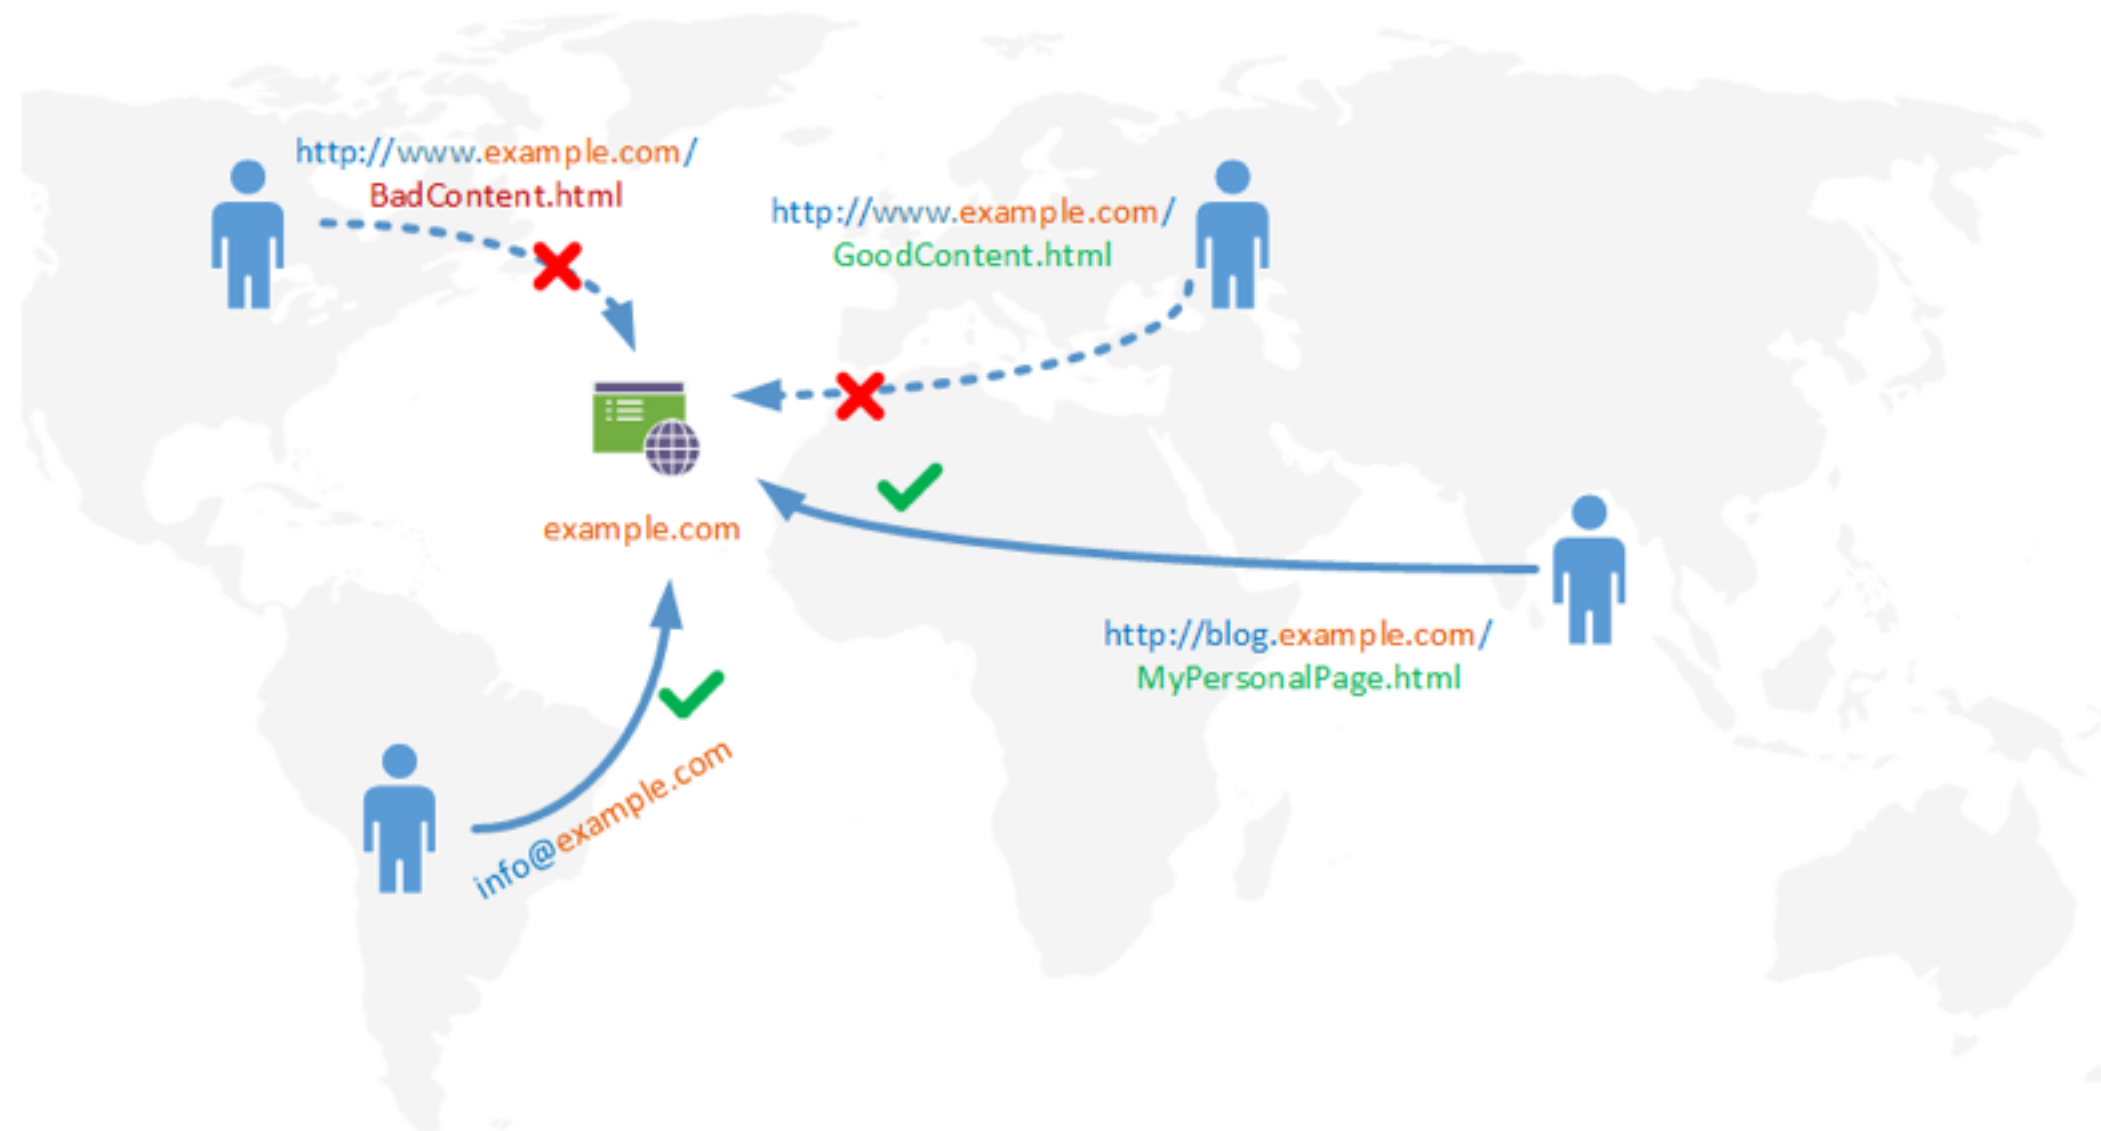 http://www.example.com/
BadContent.html
http://www.example.com/
GoodContent.html
example.com
http://blog.example.com/
MyPersonalPage.html
info@example.com